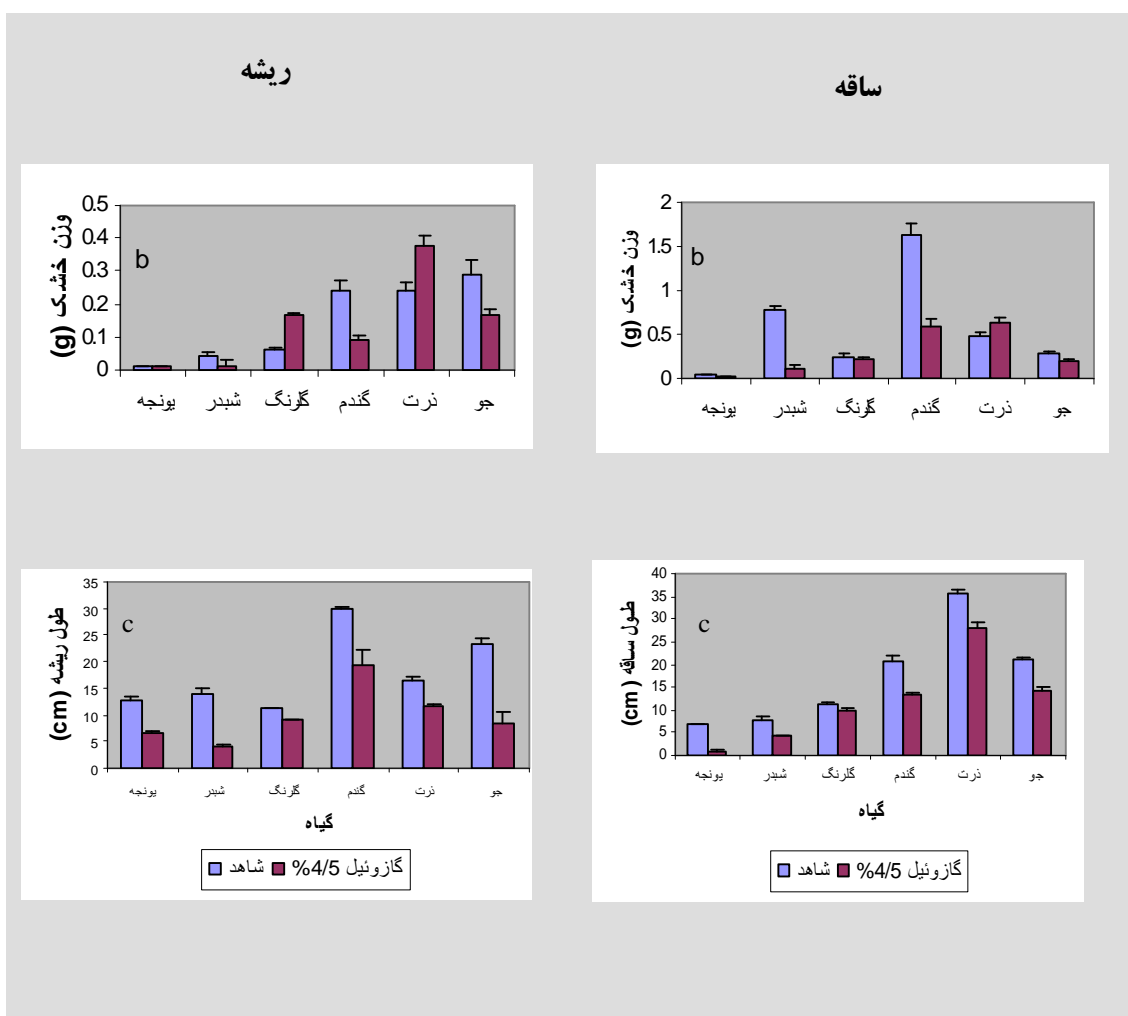 ریشه
ساقه
وزن خشک (g)
0.5
0.4
0.3
0.2
0.1
0
b
یونجه شبدر گلرنگ گندم ذرت جو
وزن خشک (g)
2
1.5
1
0.5
0
b
یونجه شبدر گلرنگ گندم ذرت جو
طول ریشه (cm)
35
30
25
20
15
10
5
0
c
یونجه شبدر گلرنگ گندم ذرت جو
گیاه
شاهد گازوئیل 4/5%
طول ساقه (cm)
40
35
30
25
20
15
10
5
0
c
یونجه شبدر گلرنگ گندم ذرت جو
گیاه
شاهد گازوئیل 4/5%